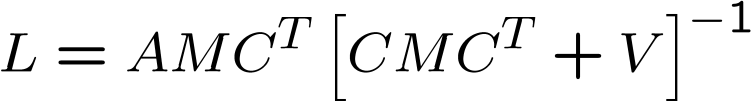 L = AMC^T [CMC^T + V]^{-1}